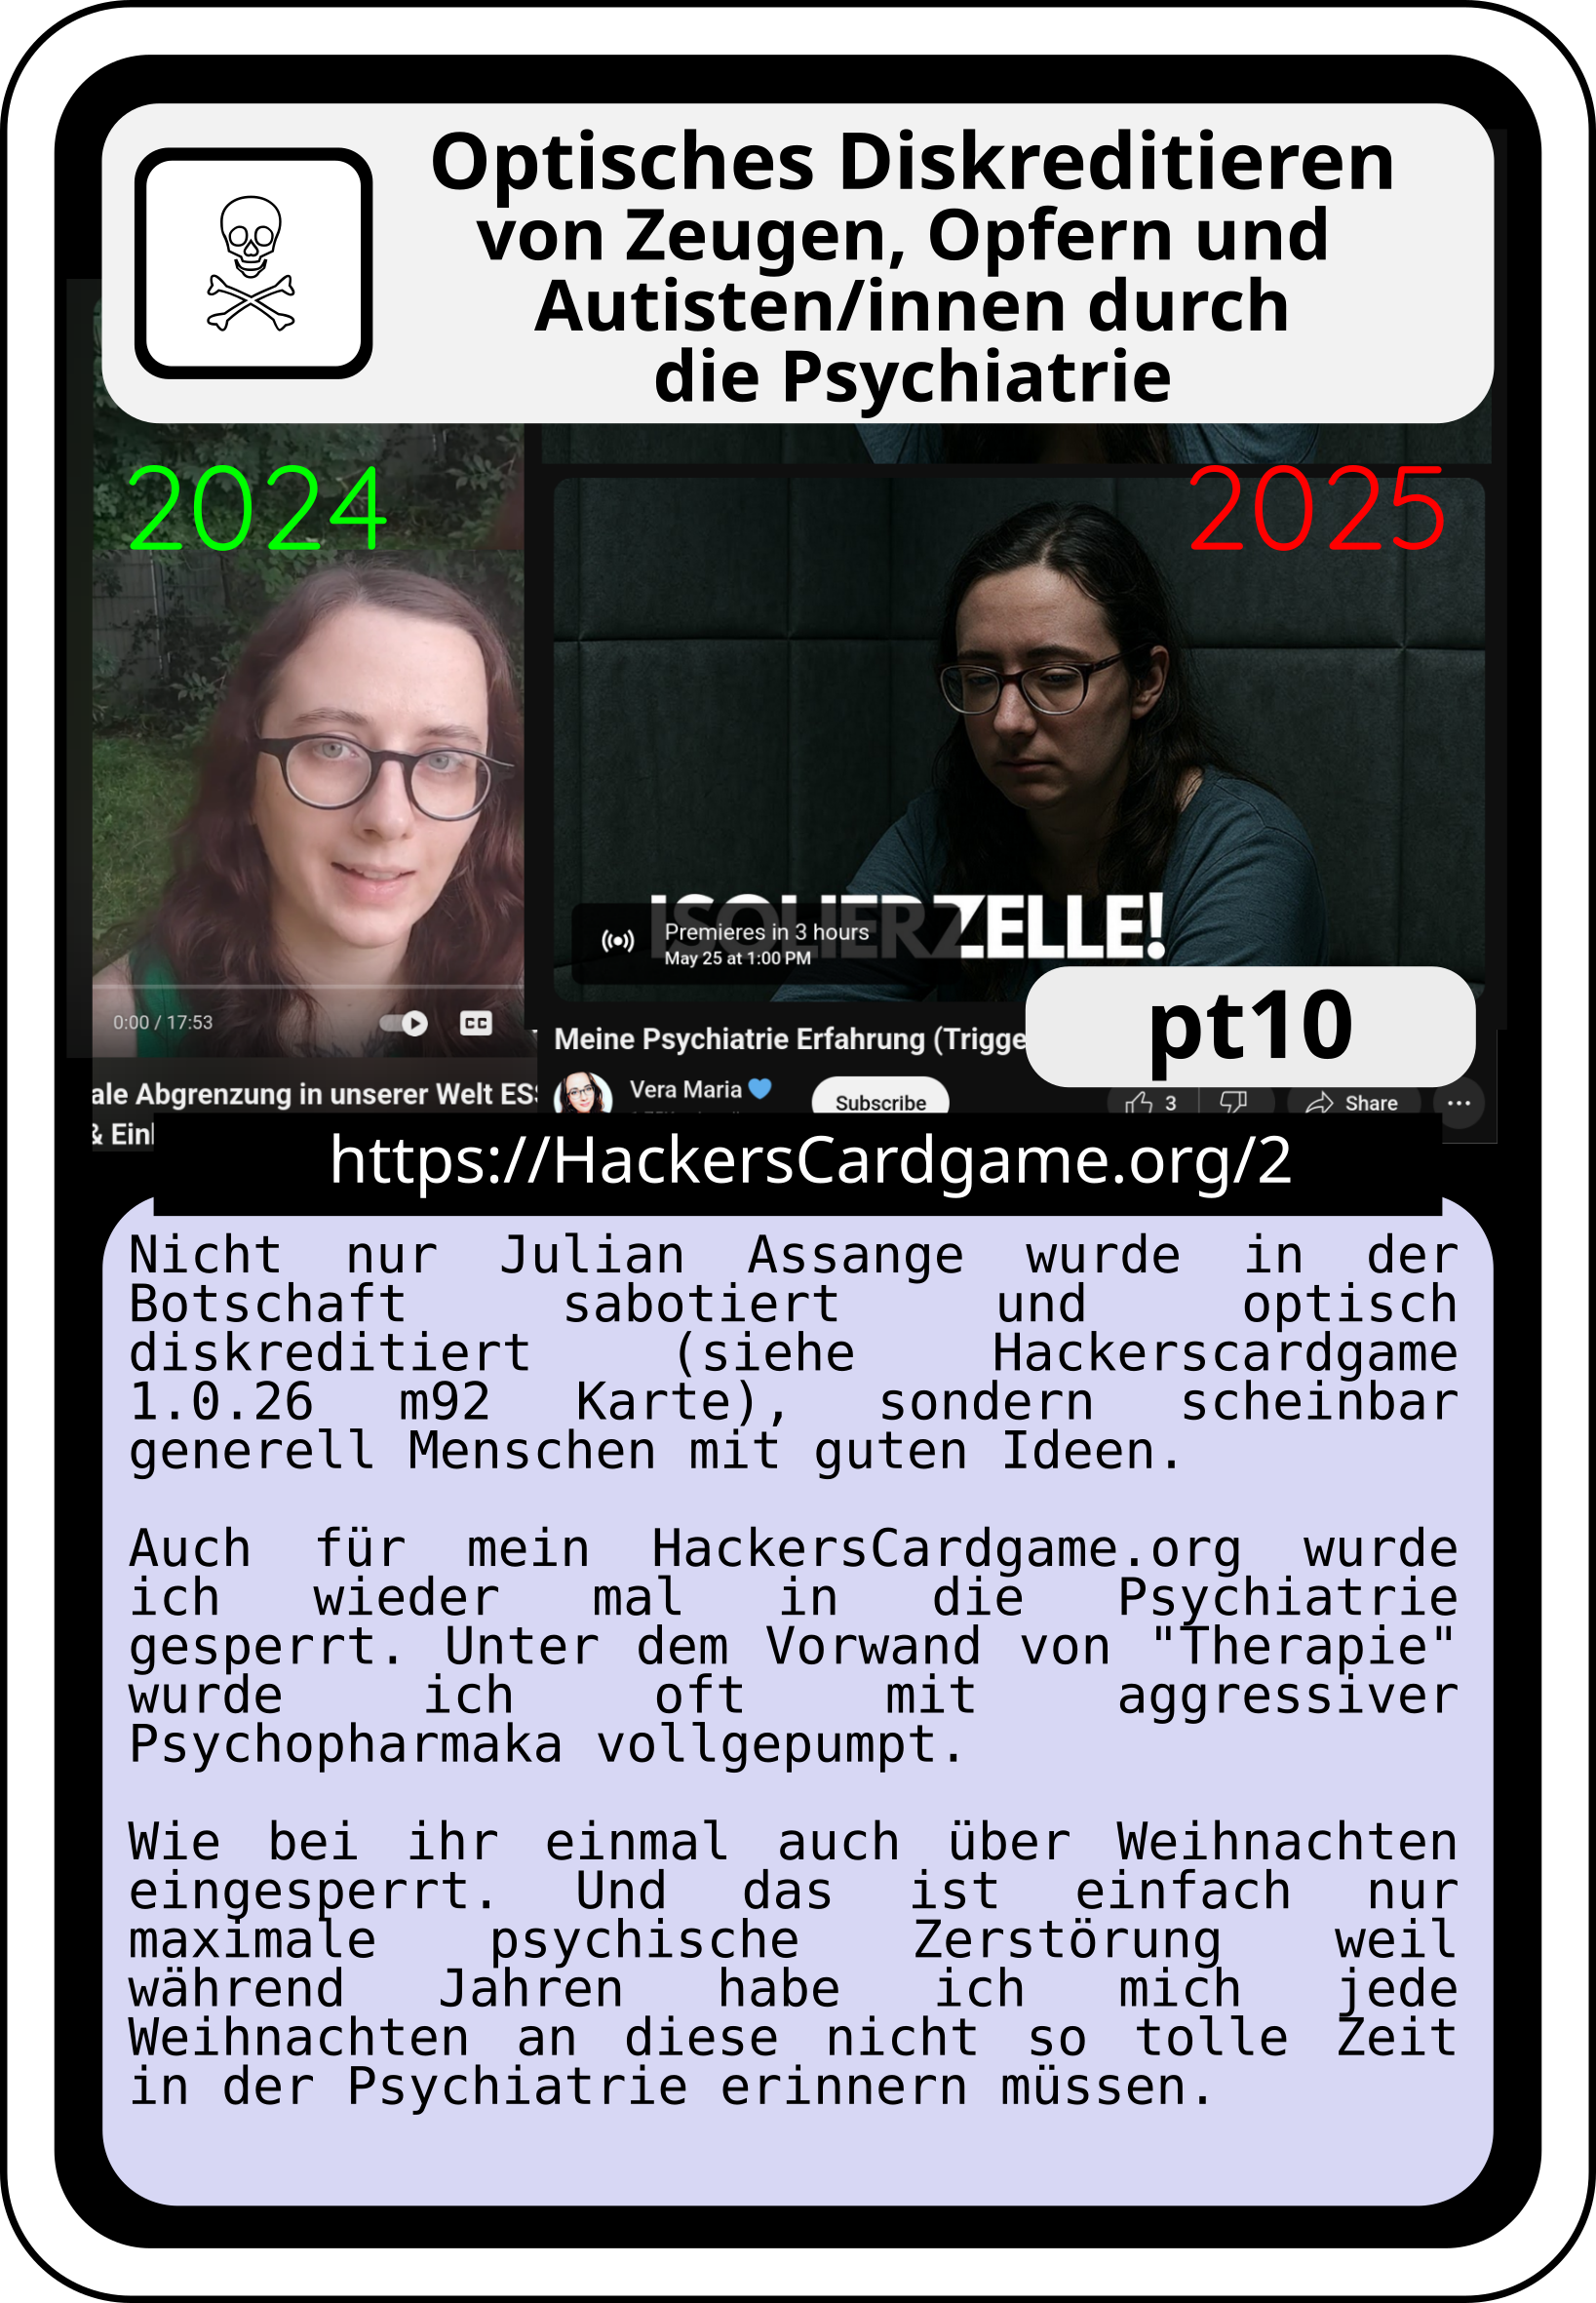 Optisches Diskreditieren
von Zeugen, Opfern und
Autisten/innen durch
die Psychiatrie
2024
2025
ISOLIERZELLE!
Premieres in 3 hours
May 25 at 1:00 PM
0:00 / 17:53
CC
pt10
Meine Psychiatrie Erfahrung (Trigge
Vera Maria
Subscribe
3
Share
ale Abgrenzung in unserer Welt ES
& Ein
https://HackersCardgame.org/2
Nicht nur Julian Assange wurde in der
Botschaft sabotiert und optisch
diskreditiert (siehe Hackerscardgame
1.0.26 m92 Karte), sondern scheinbar
generell Menschen mit guten Ideen.
Auch für mein HackersCardgame.org wurde
ich wieder mal in die Psychiatrie
gesperrt. Unter dem Vorwand von "Therapie"
wurde ich oft mit aggressiver
Psychopharmaka vollgepumpt.
Wie bei ihr einmal auch über Weihnachten
eingesperrt. Und das ist einfach nur
maximale psychische Zerstörung weil
während Jahren habe ich mich jede
Weihnachten an diese nicht so tolle Zeit
in der Psychiatrie erinnern müssen.